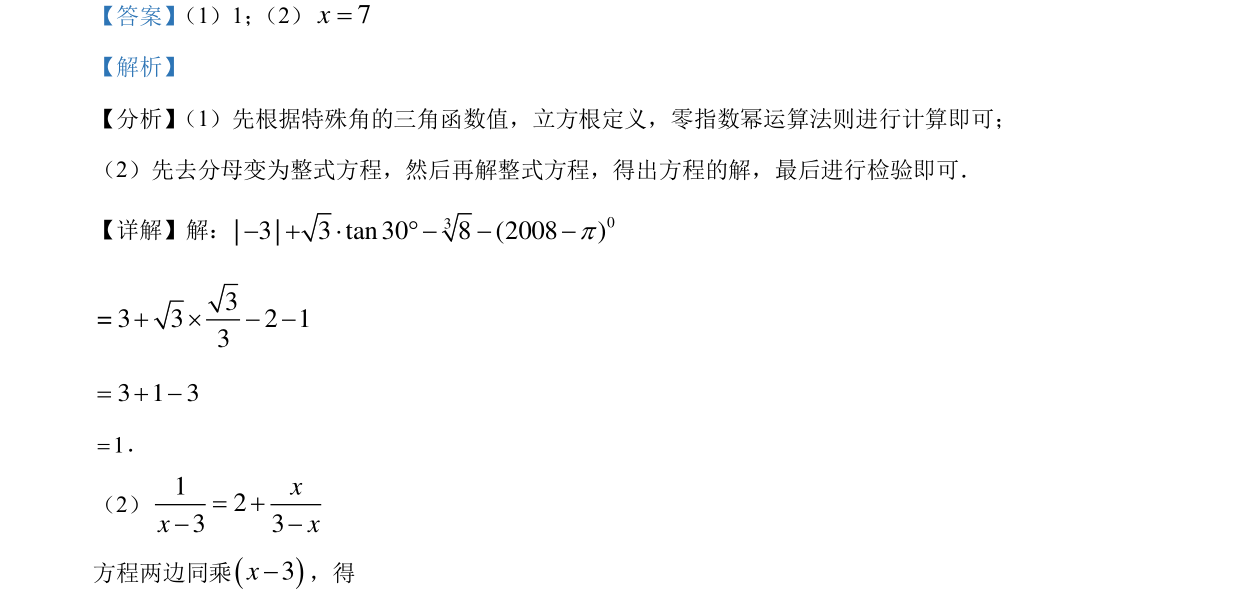 【答案】（1）1；（2）x=7
【解析】
【分析】（1）先根据特殊角的三角函数值，立方根定义，零指数幂运算法则进行计算即可；
（2）先去分母变为整式方程，然后再解整式方程，得出方程的解，最后进行检验即可．
【详解】解：|−3|+√3·tan30°−∛8−(2008−π)⁰
=3+√3×√3/3−2−1
=3+1−3
=1．
（2）1/(x−3)=2+x/(3−x)
方程两边同乘(x−3)，得